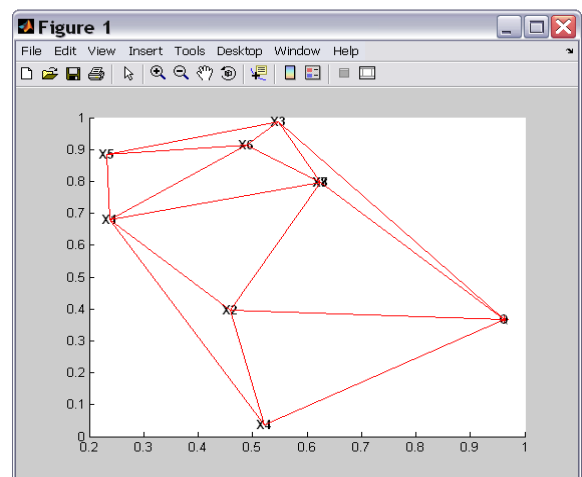 Figure 1
File Edit View Insert Tools Desktop Window Help
1
X3
0.9
X6
X5
0.8
0.7
0.6
0.5
0.4
X2
0.3
0.2
0.1
X4
0
0.2 0.3 0.4 0.5 0.6 0.7 0.8 0.9 1